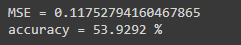 MSE = 0.11752794160467865
accuracy = 53.9292 %